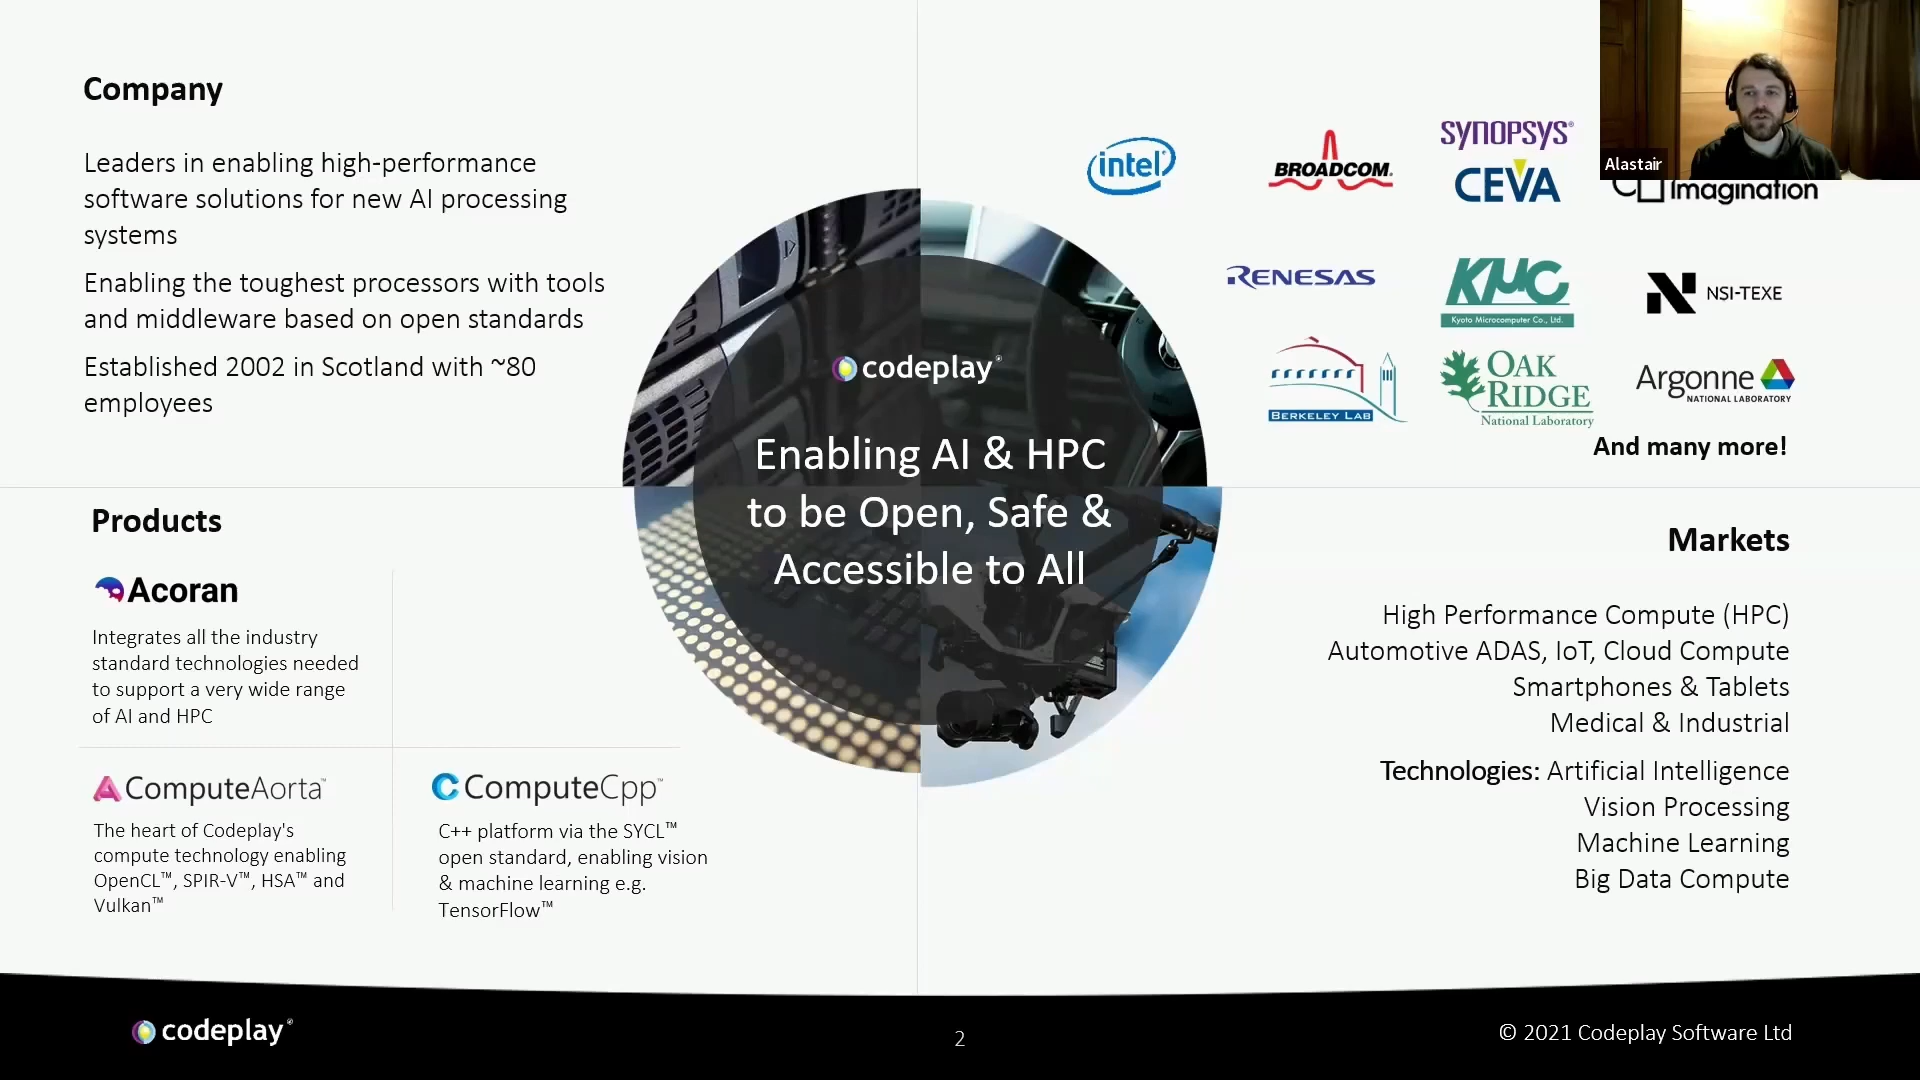 Company
Leaders in enabling high-performance
software solutions for new AI processing
systems
Enabling the toughest processors with tools
and middleware based on open standards
Established 2002 in Scotland with ~80
employees
intel
BROADCOM.
SYNOPSYS®
CEVA
Imagination
Alastair
RENESAS
KMC
Kyoto Microcomputer Co., Ltd.
NSI-TEXE
BERKELEY LAB
OAK
RIDGE
National Laboratory
Argonne
NATIONAL LABORATORY
And many more!
codeplay®
Enabling AI & HPC
to be Open, Safe &
Accessible to All
Products
Acoran
Integrates all the industry
standard technologies needed
to support a very wide range
of AI and HPC
ComputeAorta™
The heart of Codeplay's
compute technology enabling
OpenCL™, SPIR-V™, HSA™ and
Vulkan™
ComputeCpp™
C++ platform via the SYCL™
open standard, enabling vision
& machine learning e.g.
TensorFlow™
Markets
High Performance Compute (HPC)
Automotive ADAS, IoT, Cloud Compute
Smartphones & Tablets
Medical & Industrial
Technologies: Artificial Intelligence
Vision Processing
Machine Learning
Big Data Compute
codeplay®
2
© 2021 Codeplay Software Ltd